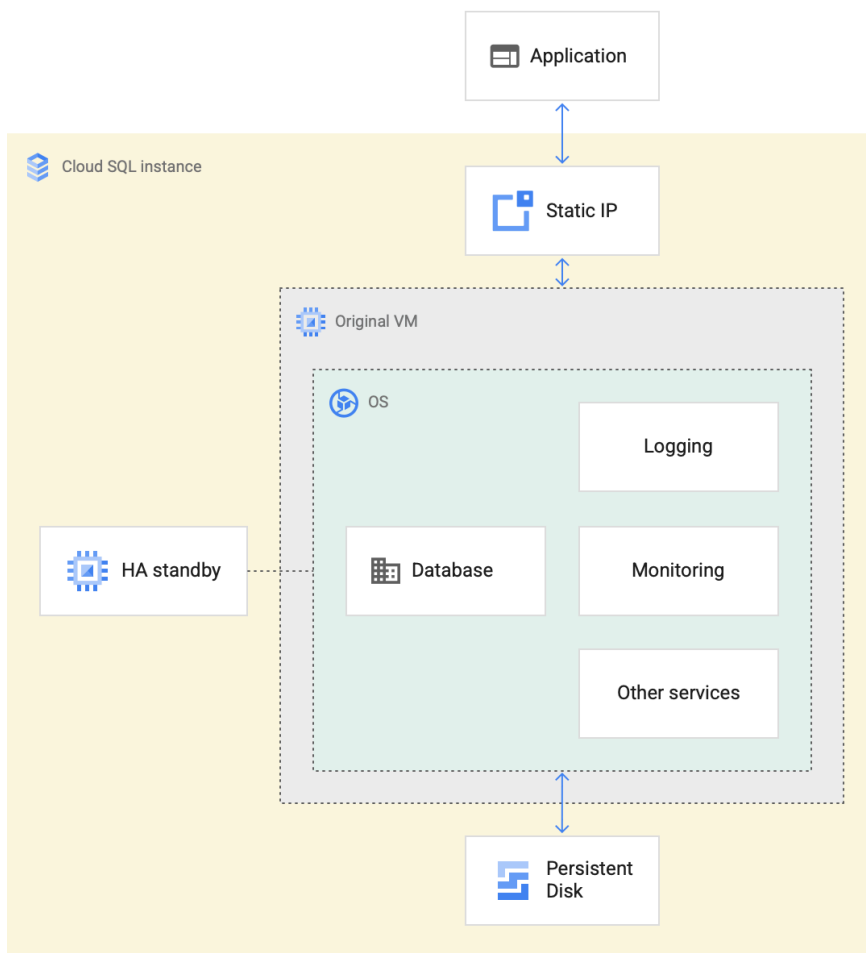 Application
Cloud SQL instance
Static IP
Original VM
OS
Logging
HA standby
Database
Monitoring
Other services
Persistent
Disk